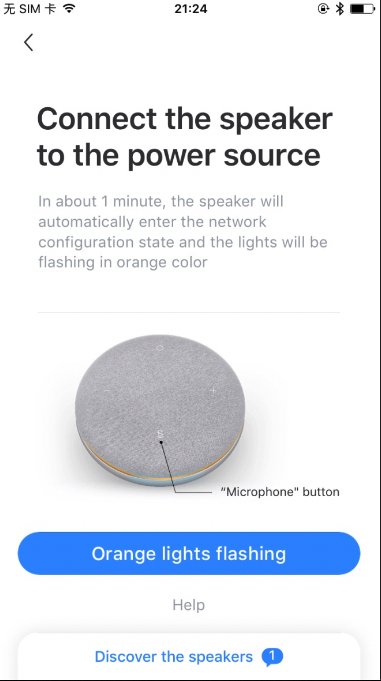 无 SIM 卡 21:24
Connect the speaker
to the power source
In about 1 minute, the speaker will
automatically enter the network
configuration state and the lights will be
flashing in orange color
“Microphone" button
Orange lights flashing
Help
Discover the speakers 1